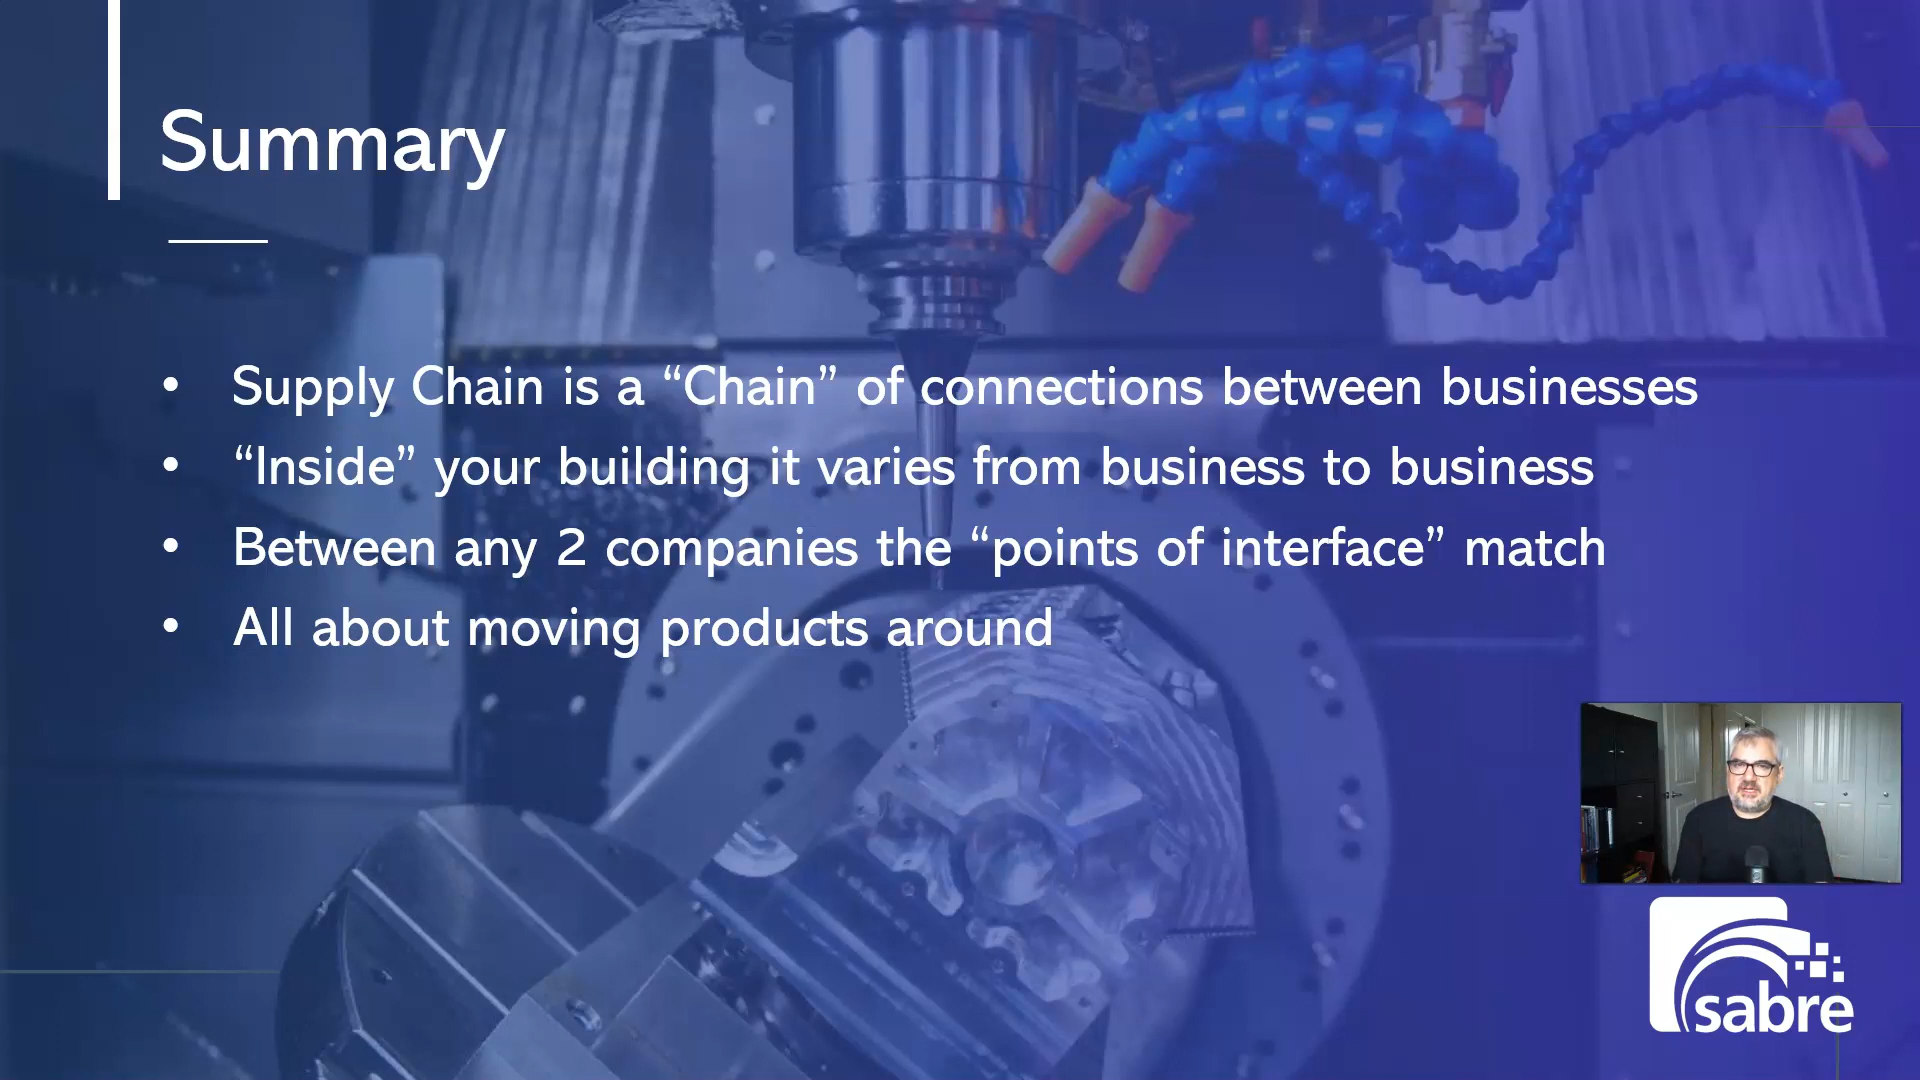 Summary
• Supply Chain is a “Chain” of connections between businesses
• “Inside” your building it varies from business to business
• Between any 2 companies the “points of interface” match
• All about moving products around
sabre